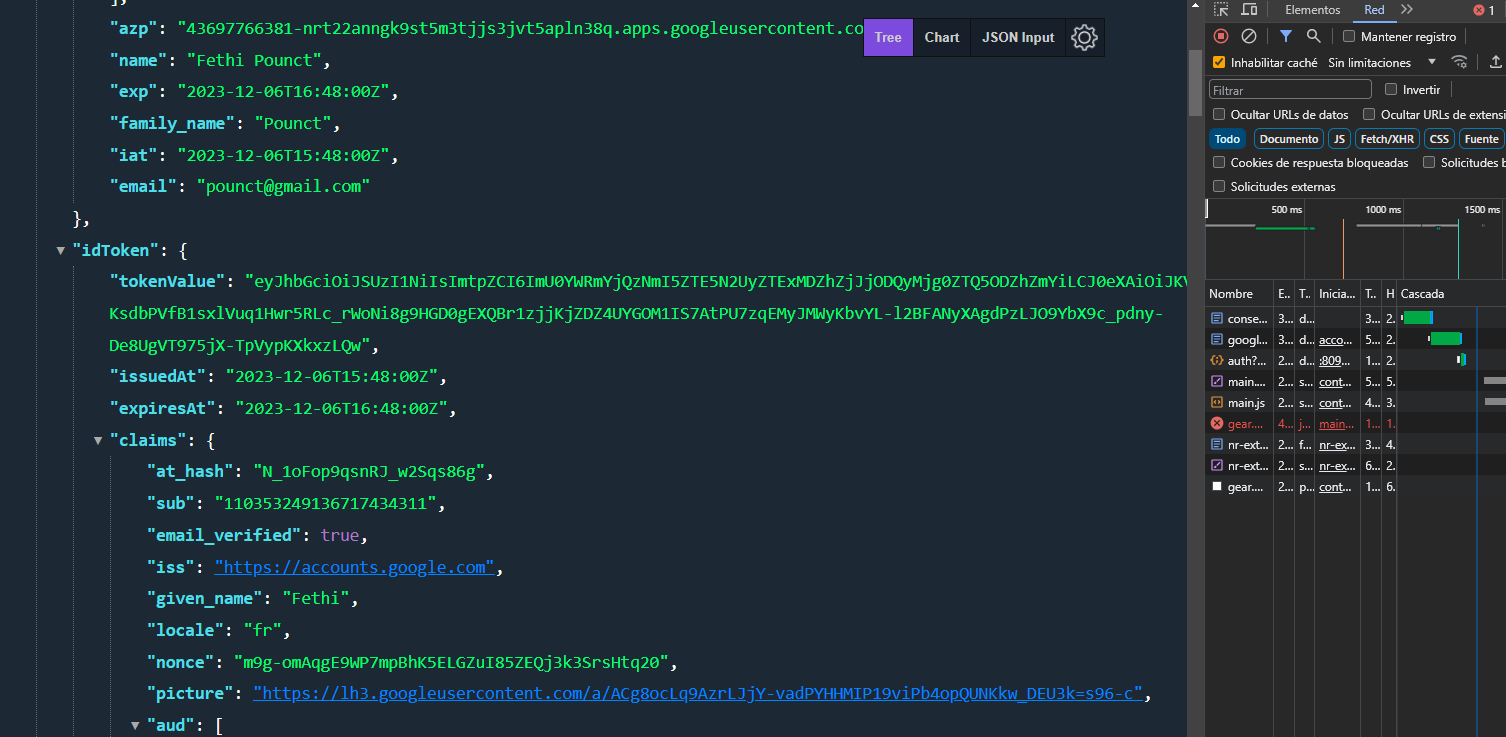 ],
"azp": "43697766381-nrt22anngk9st5m3tjjs3jvt5apln38q.apps.googleusercontent.co
"name": "Fethi Pounct",
"exp": "2023-12-06T16:48:00Z",
"family_name": "Pounct",
"iat": "2023-12-06T15:48:00Z",
"email": "pounct@gmail.com"
},
"idToken": {
"tokenValue": "eyJhbGciOiJSUzI1NiIsImtpZCI6ImU0YWRmYjQzNmI5ZTE5N2UyZTExMDZhZjJjODQyMjg0ZTQ5ODZhZmYiLCJ0eXAiOiJKV
KsdbPVfB1sxlVuq1Hwr5RLc_rWoNi8g9HGD0gEXQBr1zjjKjZDZ4UYGOM1IS7AtPU7zqEMyJMWyKbvYL-l2BFANyXAgdPzLJO9YbX9c_pdny-
De8UgVT975jX-TpVypKXkxzLQw",
"issuedAt": "2023-12-06T15:48:00Z",
"expiresAt": "2023-12-06T16:48:00Z",
"claims": {
"at_hash": "N_1oFop9qsnRJ_w2Sqs86g",
"sub": "110353249136717434311",
"email_verified": true,
"iss": "https://accounts.google.com",
"given_name": "Fethi",
"locale": "fr",
"nonce": "m9g-omAqgE9WP7mpBhK5ELGZuI85ZEQj3k3SrsHtq20",
"picture": "https://lh3.googleusercontent.com/a/ACg8ocLq9AzrLJjY-vadPYHHMIP19viPb4opQUNKkw_DEU3k=s96-c",
"aud": [
Tree Chart JSON Input
Elementos Red 1
Mantener registro
Inhabilitar caché Sin limitaciones
Filtrar Invertir
Ocultar URLs de datos Ocultar URLs de extensi
Todo Documento JS Fetch/XHR CSS Fuente
Cookies de respuesta bloqueadas Solicitudes b
Solicitudes externas
500 ms 1000 ms 1500 ms
Nombre E.. T.. Inicia... T.. H Cascada
conse... 3... d... 3... 2.
googl... 3... d... acco... 5... 2.
auth?... 2... d... :809... 1... 2.
main.... 2... s... cont... 5... 5.
main.js 2... s... cont... 4... 3.
gear.... 4... j... main... 1... 1.
nr-ext... 2... f... nr-ex... 3... 4.
nr-ext... 2... s... nr-ex... 6... 2.
gear.... 2... p... cont... 1... 6.